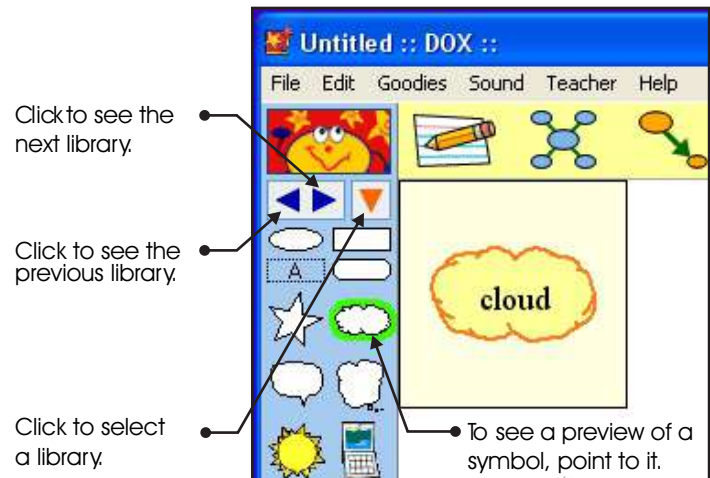 Untitled :: DOX ::
File Edit Goodies Sound Teacher Help
Click to see the
next library.
Click to see the
previous library.
A
cloud
Click to select
a library.
To see a preview of a
symbol, point to it.